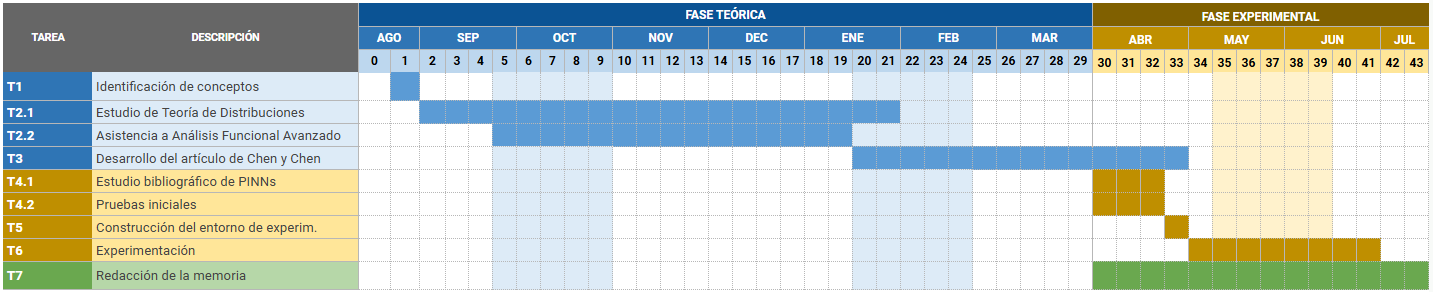 FASE TEÓRICA FASE EXPERIMENTAL
TAREA DESCRIPCIÓN AGO SEP OCT NOV DEC ENE FEB MAR ABR MAY JUN JUL
0 1 2 3 4 5 6 7 8 9 10 11 12 13 14 15 16 17 18 19 20 21 22 23 24 25 26 27 28 29 30 31 32 33 34 35 36 37 38 39 40 41 42 43
T1 Identificación de conceptos
T2.1 Estudio de Teoría de Distribuciones
T2.2 Asistencia a Análisis Funcional Avanzado
T3 Desarrollo del artículo de Chen y Chen
T4.1 Estudio bibliográfico de PINNs
T4.2 Pruebas iniciales
T5 Construcción del entorno de experim.
T6 Experimentación
T7 Redacción de la memoria